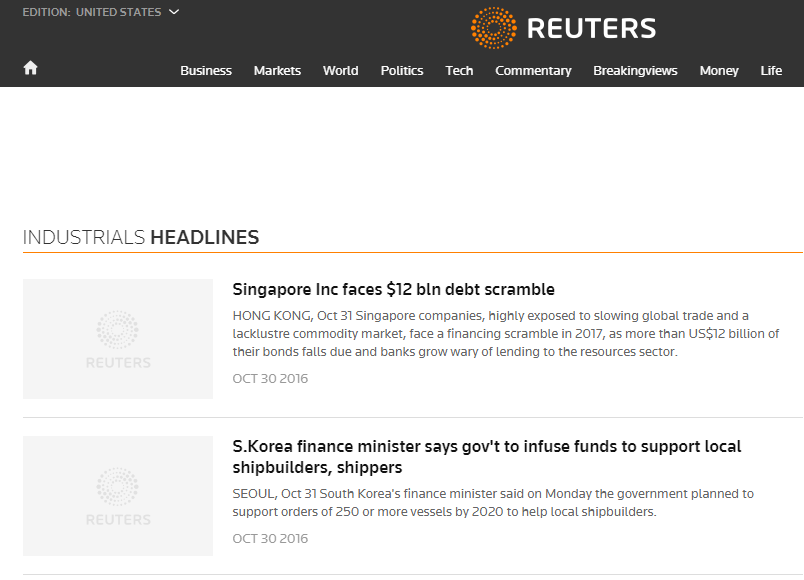 EDITION: UNITED STATES
REUTERS
Business Markets World Politics Tech Commentary Breakingviews Money Life
INDUSTRIALS HEADLINES
REUTERS
Singapore Inc faces $12 bln debt scramble
HONG KONG, Oct 31 Singapore companies, highly exposed to slowing global trade and a
lacklustre commodity market, face a financing scramble in 2017, as more than US$12 billion of
their bonds falls due and banks grow wary of lending to the resources sector.
OCT 30 2016
REUTERS
S.Korea finance minister says gov't to infuse funds to support local
shipbuilders, shippers
SEOUL, Oct 31 South Korea's finance minister said on Monday the government planned to
support orders of 250 or more vessels by 2020 to help local shipbuilders.
OCT 30 2016